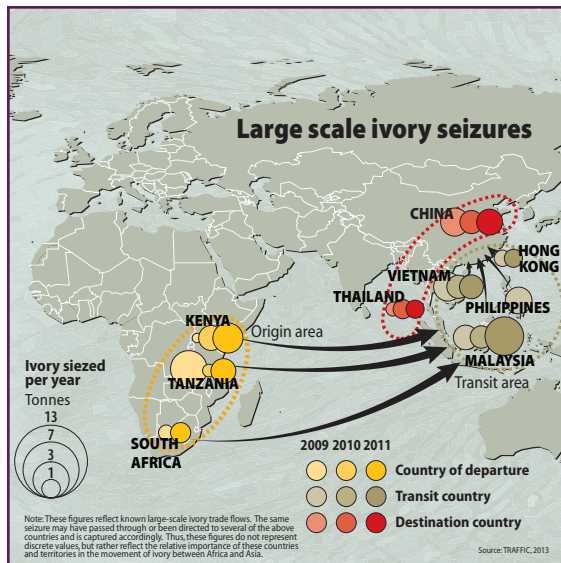 Large scale ivory seizures
CHINA
HONG
KONG
VIETNAM
THAILAND
PHILIPPINES
KENYA
Origin area
MALAYSIA
TANZANIA
Transit area
SOUTH
AFRICA
Ivory siezed
per year
Tonnes
13
7
3
1
2009 2010 2011
Country of departure
Transit country
Destination country
Note: These figures reflect known large-scale ivory trade flows. The same
seizure may have passed through or been directed to several of the above
countries and is captured accordingly. Thus, these figures do not represent
discrete values, but rather reflect the relative importance of these countries
and territories in the movement of ivory between Africa and Asia.
Source: TRAFFIC, 2013